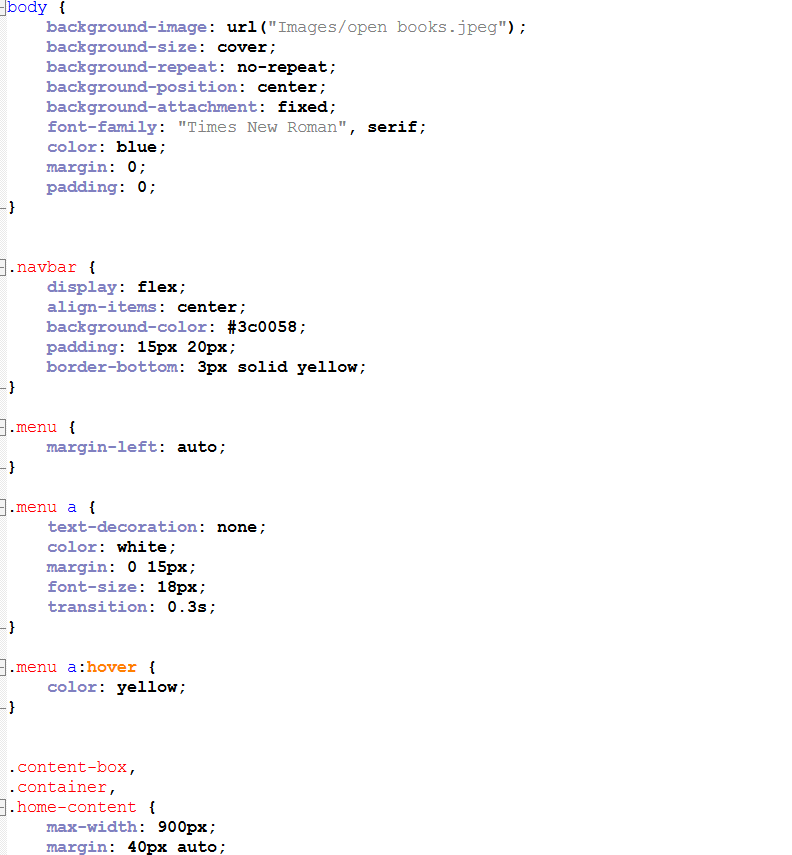 body {
    background-image: url("Images/open books.jpeg");
    background-size: cover;
    background-repeat: no-repeat;
    background-position: center;
    background-attachment: fixed;
    font-family: "Times New Roman", serif;
    color: blue;
    margin: 0;
    padding: 0;
}
.navbar {
    display: flex;
    align-items: center;
    background-color: #3c0058;
    padding: 15px 20px;
    border-bottom: 3px solid yellow;
}
.menu {
    margin-left: auto;
}
.menu a {
    text-decoration: none;
    color: white;
    margin: 0 15px;
    font-size: 18px;
    transition: 0.3s;
}
.menu a:hover {
    color: yellow;
}
.content-box,
.container,
.home-content {
    max-width: 900px;
    margin: 40px auto;